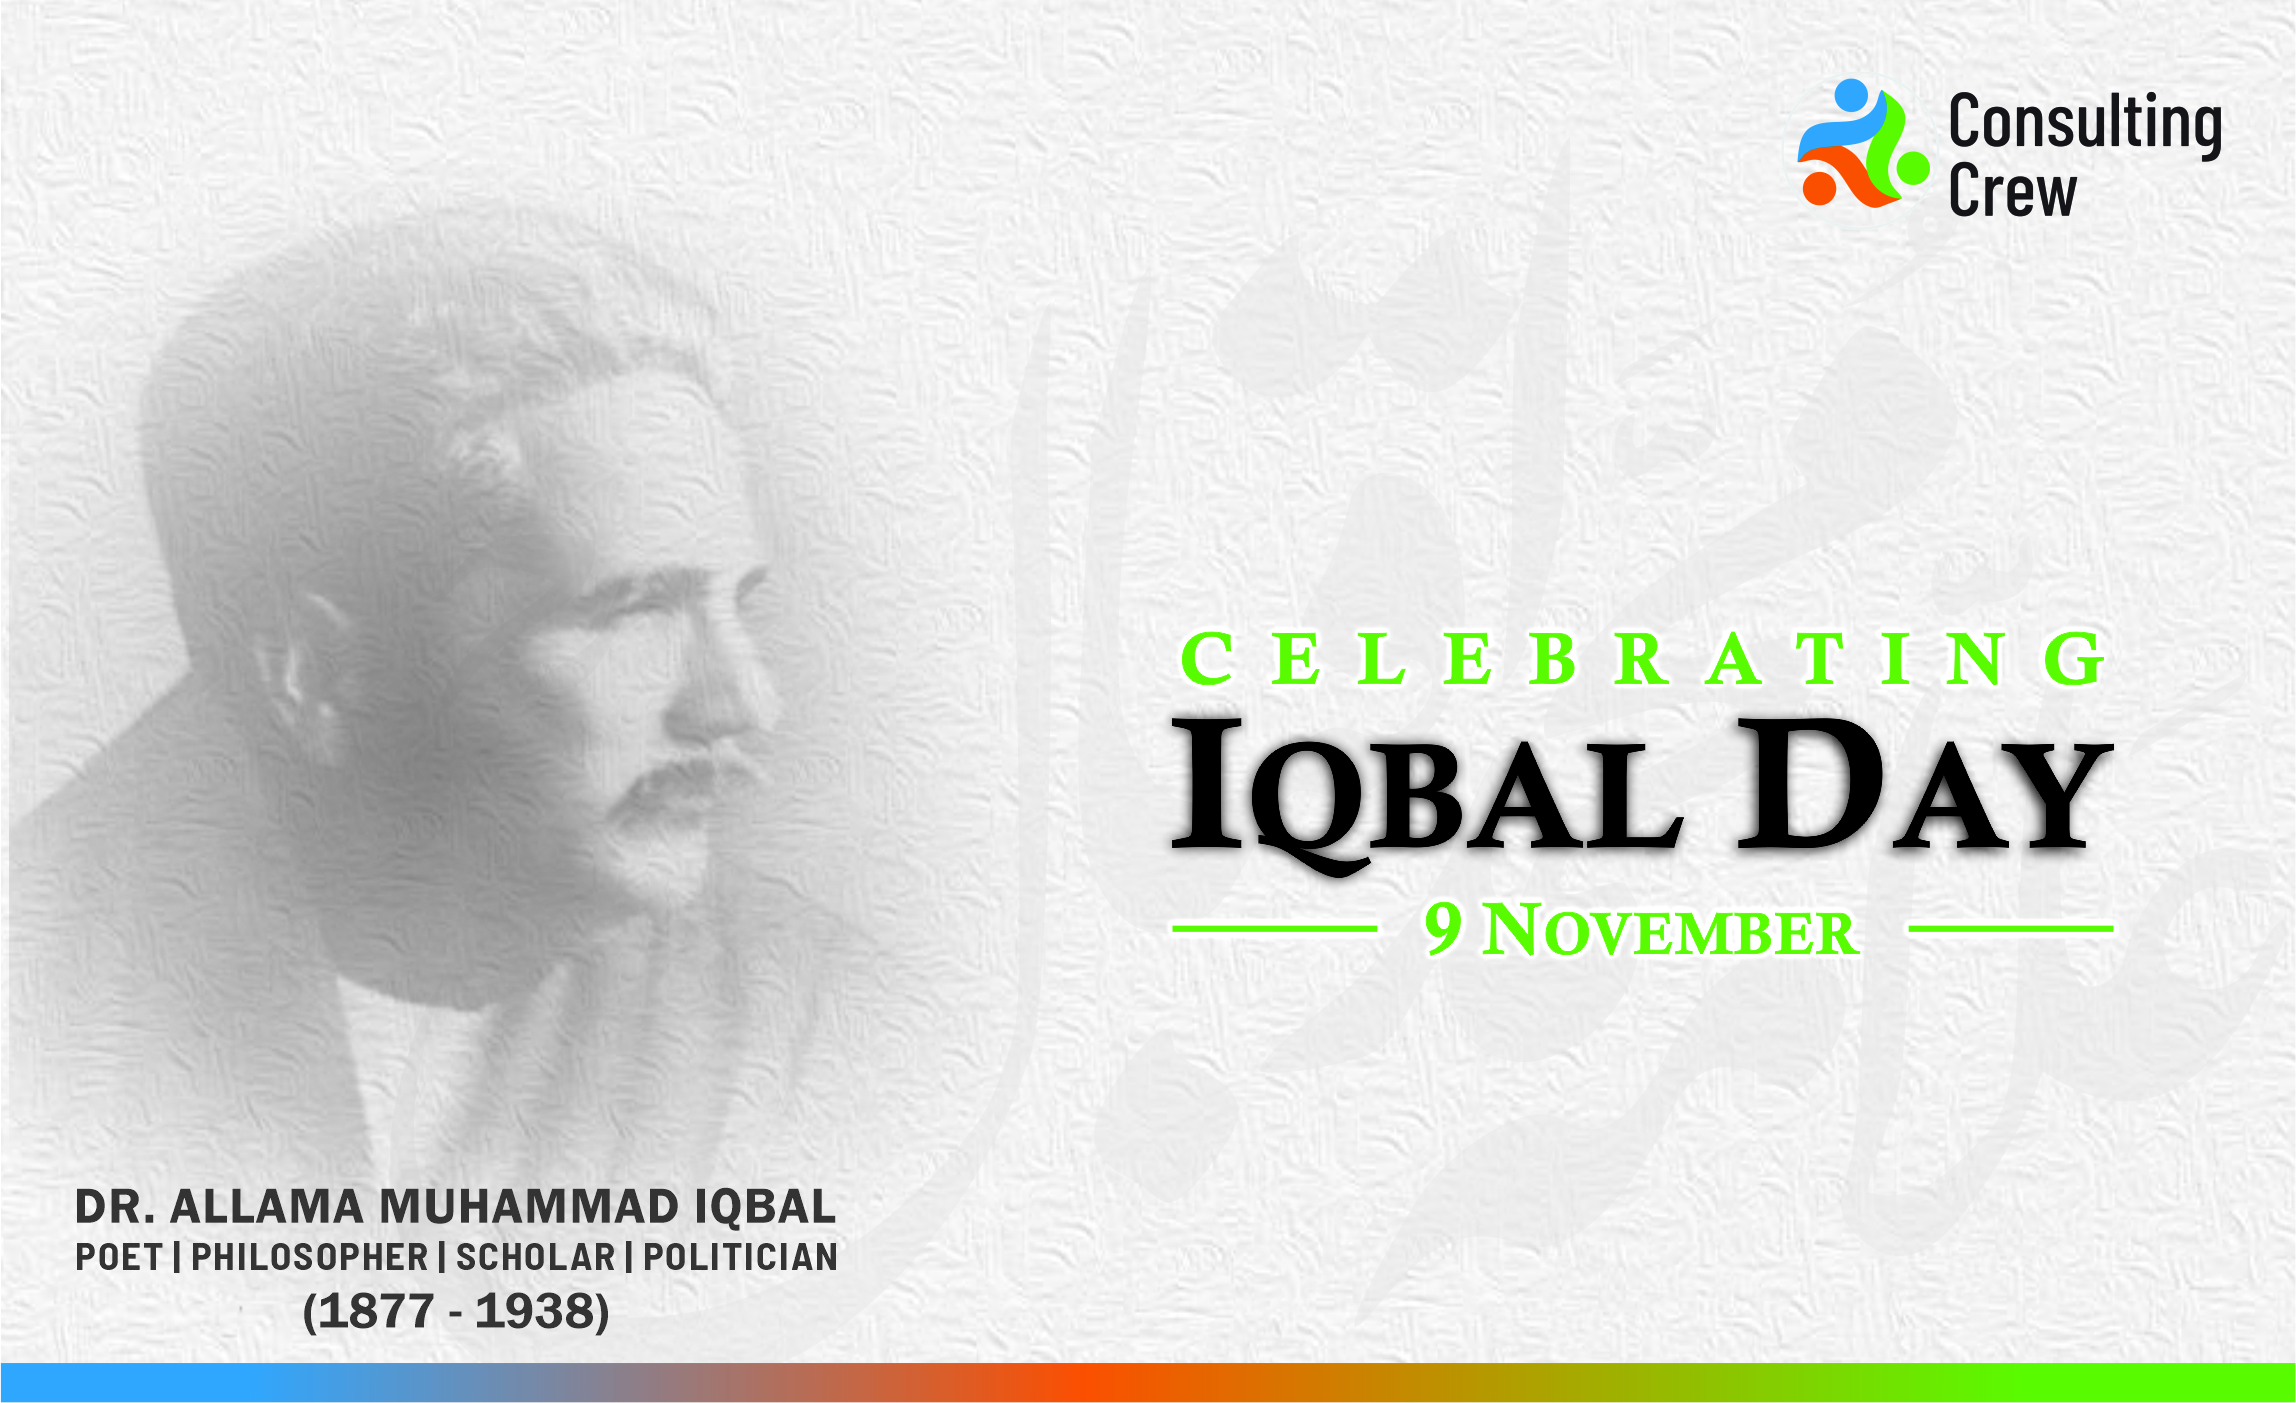 Consulting
Crew
CELEBRATING
IQBAL DAY
9 NOVEMBER
DR. ALLAMA MUHAMMAD IQBAL
POET | PHILOSOPHER | SCHOLAR | POLITICIAN
(1877 - 1938)